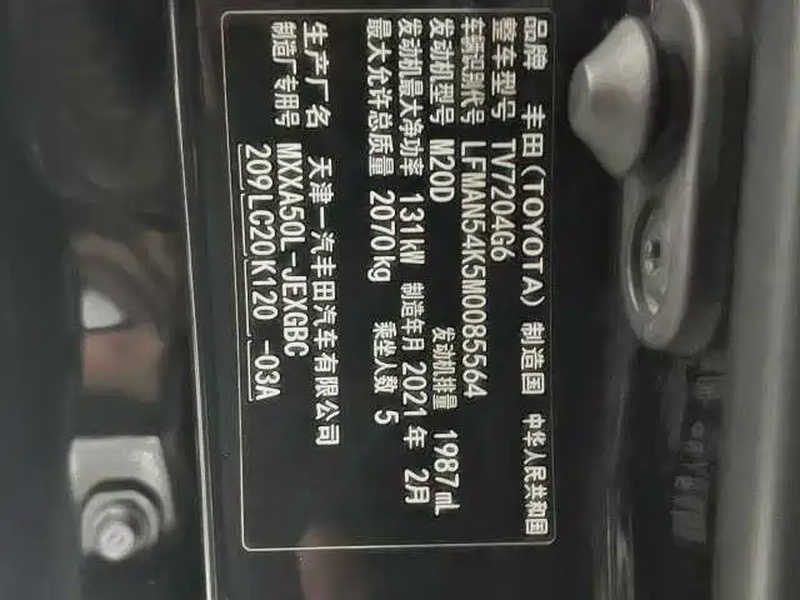 品牌 丰田(TOYOTA) 制造国 中华人民共和国
整车型号 TV7204G6
车辆识别代号 LFMAN54K5M0085564
发动机型号 M20D 发动机排量 1987mL
发动机最大净功率 131kW 制造年月 2021年 2月
最大允许总质量 2070kg 乘坐人数 5
生产厂名 天津一汽丰田汽车有限公司
制造厂专用号 MXXA50L-JEXGBC
209LC20K120 -03A